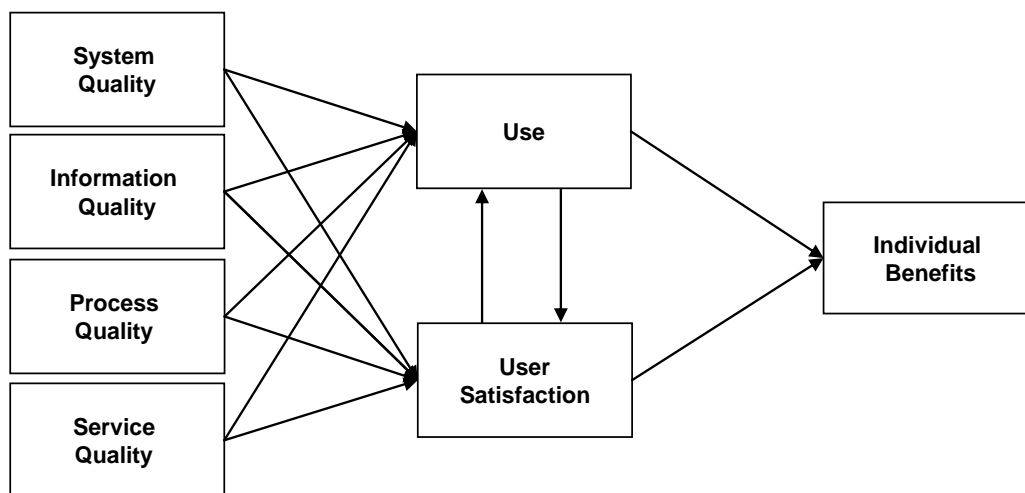 System
Quality
Information
Quality
Process
Quality
Service
Quality
Use
User
Satisfaction
Individual
Benefits